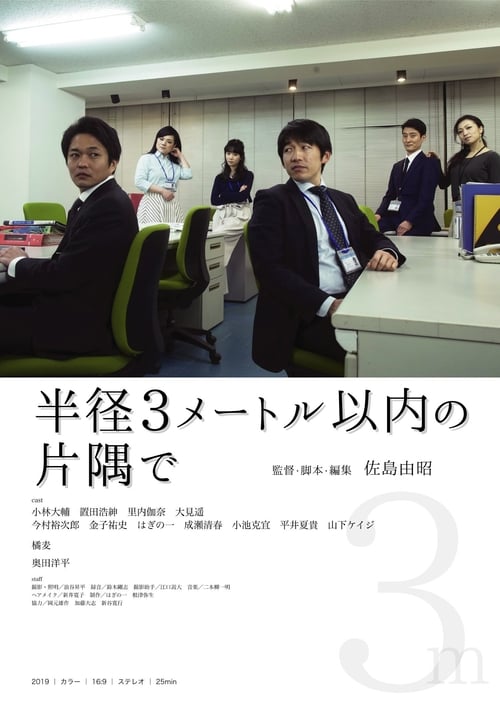 半径3メートル以内の
片隅で
監督・脚本・編集 佐島由昭
cast
小林大輔 置田浩紳 里内伽奈 大見遥
今村裕次郎 金子祐史 はぎの一 成瀬清春 小池克宜 平井夏貴 山下ケイジ
橘麦
奥田洋平
staff
3m
2019 | カラー | 16:9 | ステレオ | 25min